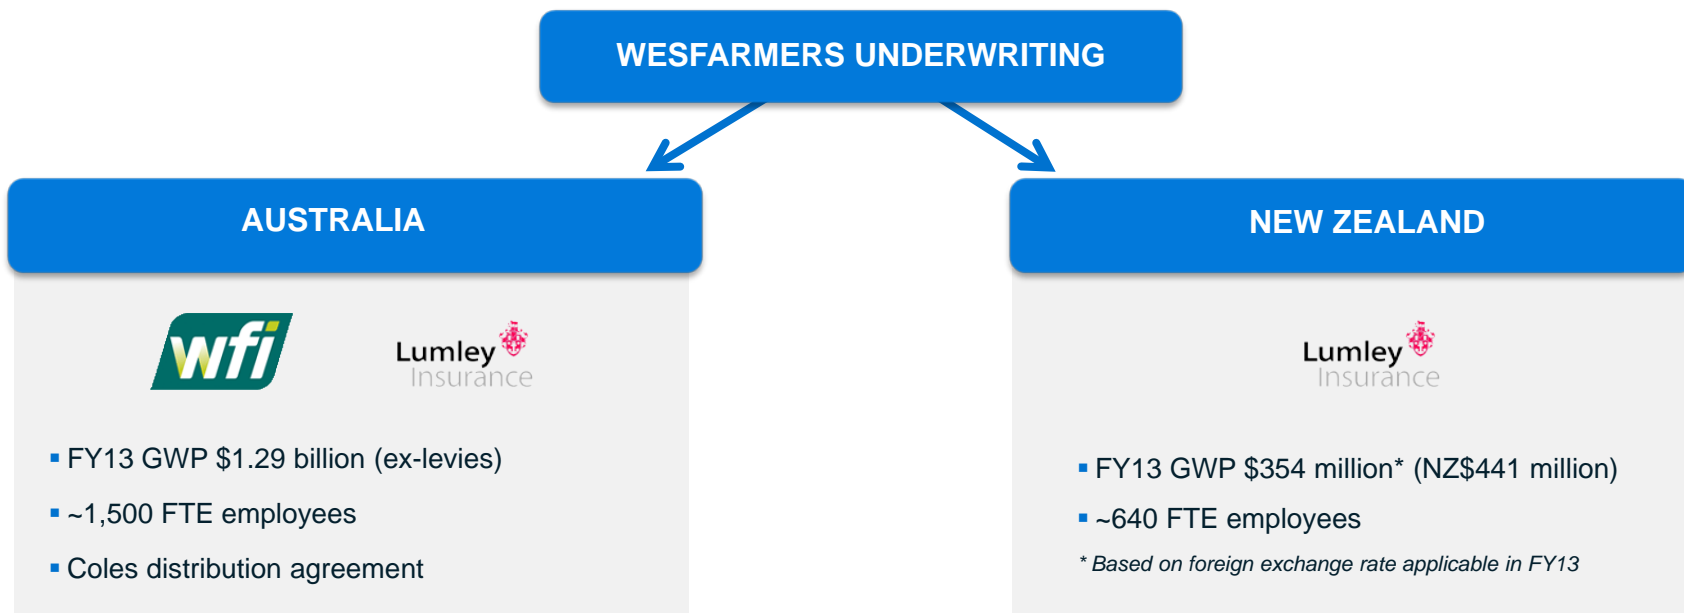 WESFARMERS UNDERWRITING
AUSTRALIA
wfi
Lumley
Insurance
▪ FY13 GWP $1.29 billion (ex-levies)
▪ ~1,500 FTE employees
▪ Coles distribution agreement
NEW ZEALAND
Lumley
Insurance
▪ FY13 GWP $354 million* (NZ$441 million)
▪ ~640 FTE employees
* Based on foreign exchange rate applicable in FY13